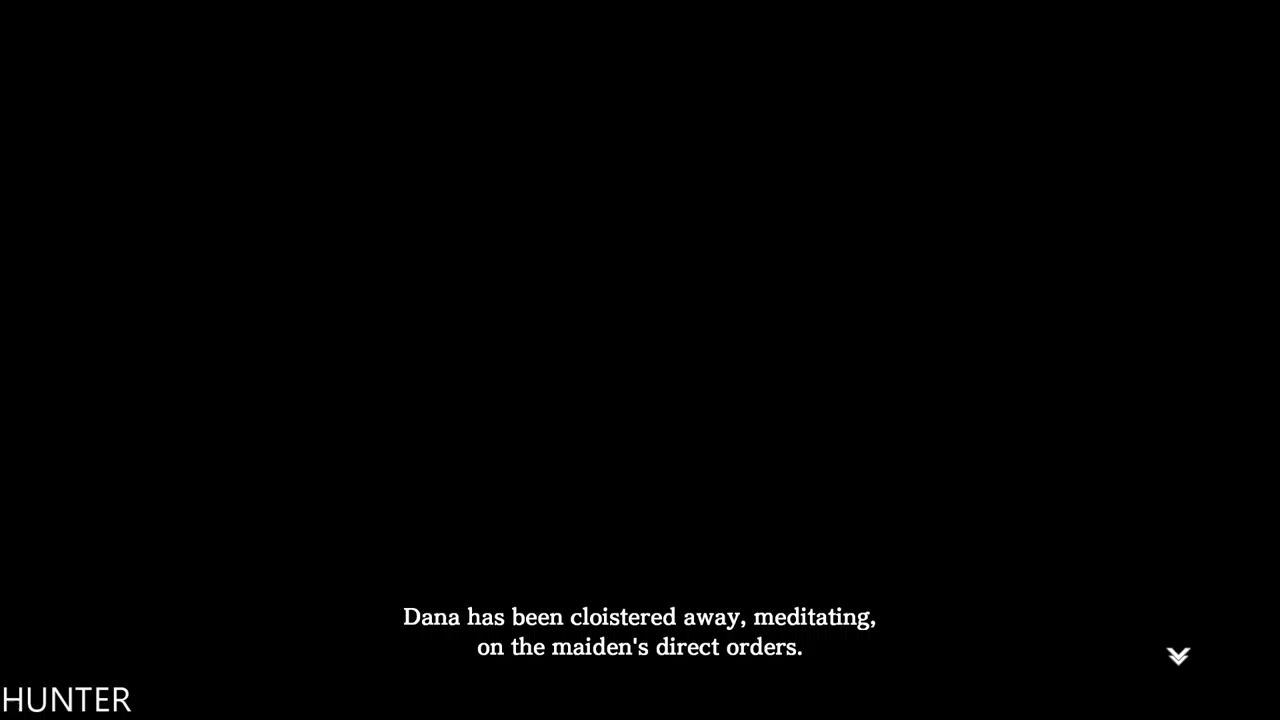 Dana has been cloistered away, meditating,
on the maiden's direct orders.
HUNTER